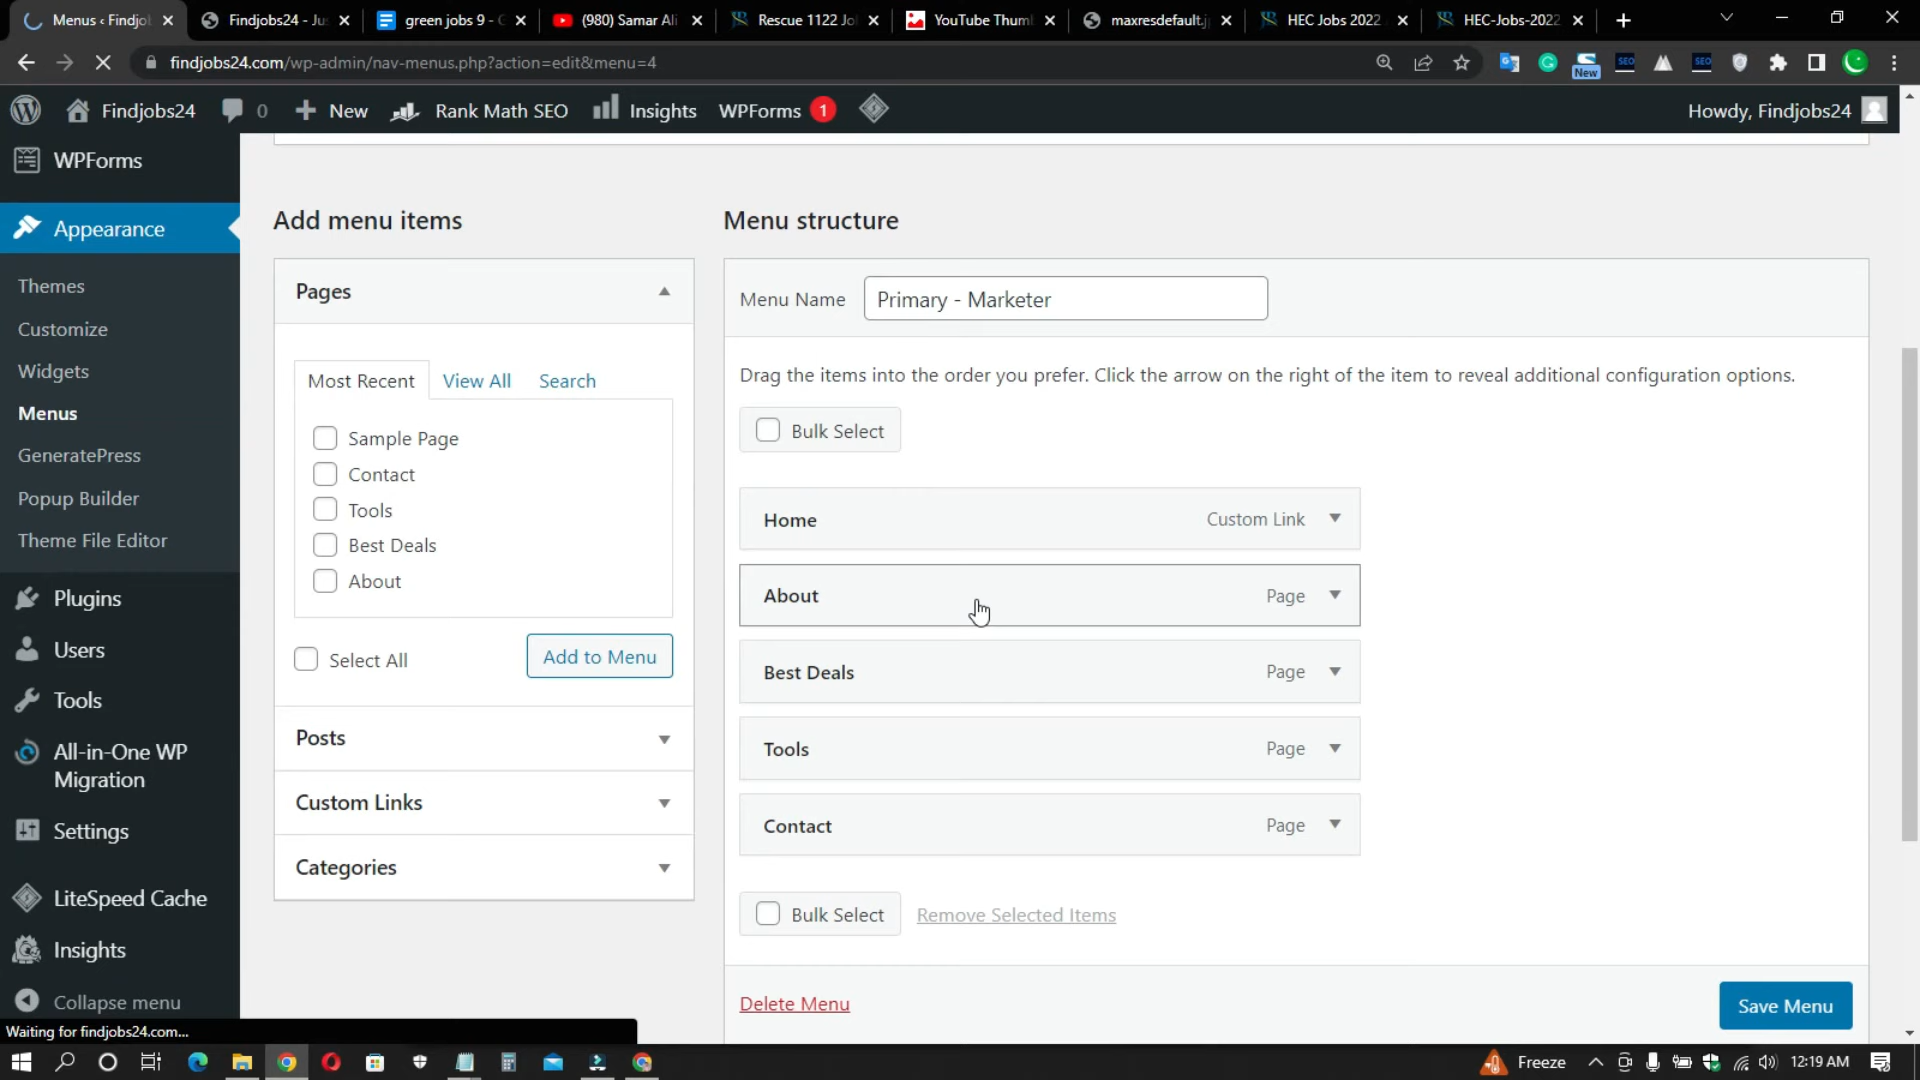 Menus ‹ Findjob
Findjobs24 - Jus
green jobs 9 - G
(980) Samar Ali
Rescue 1122 Jo
YouTube Thum
maxresdefault.j
HEC Jobs 2022
HEC-Jobs-2022
findjobs24.com/wp-admin/nav-menus.php?action=edit&menu=4
New
SEO
SEO
Findjobs24
0
New
Rank Math SEO
Insights
WPForms 1
Howdy, Findjobs24
WPForms
Appearance
Themes
Customize
Widgets
Menus
GeneratePress
Popup Builder
Theme File Editor
Plugins
Users
Tools
All-in-One WP
Migration
Settings
LiteSpeed Cache
Insights
Collapse menu
Add menu items
Pages
Most Recent
View All
Search
Sample Page
Contact
Tools
Best Deals
About
Select All
Add to Menu
Posts
Custom Links
Categories
Menu structure
Menu Name
Primary - Marketer
Drag the items into the order you prefer. Click the arrow on the right of the item to reveal additional configuration options.
Bulk Select
Home Custom Link
About Page
Best Deals Page
Tools Page
Contact Page
Bulk Select
Remove Selected Items
Delete Menu
Save Menu
Waiting for findjobs24.com...
Freeze
12:19 AM